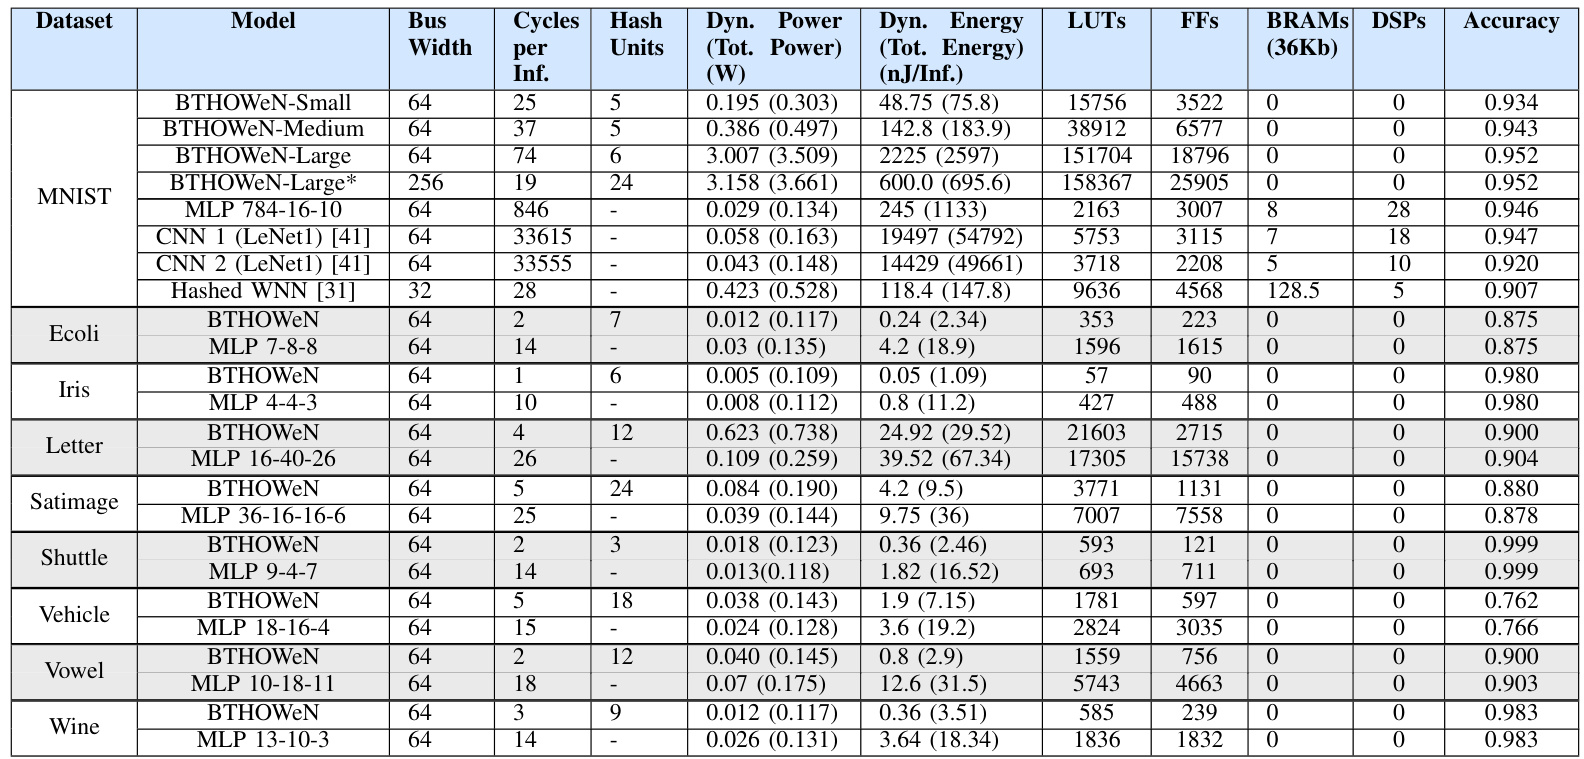 Dataset Model Bus Width Cycles per Inf. Hash Units Dyn. Power (Tot. Power) (W) Dyn. Energy (Tot. Energy) (nJ/Inf.) LUTs FFs BRAMs (36Kb) DSPs Accuracy
MNIST
BTHOWeN-Small 64 25 5 0.195 (0.303) 48.75 (75.8) 15756 3522 0 0 0.934
BTHOWeN-Medium 64 37 5 0.386 (0.497) 142.8 (183.9) 38912 6577 0 0 0.943
BTHOWeN-Large 64 74 6 3.007 (3.509) 2225 (2597) 151704 18796 0 0 0.952
BTHOWeN-Large* 256 19 24 3.158 (3.661) 600.0 (695.6) 158367 25905 0 0 0.952
MLP 784-16-10 64 846 - 0.029 (0.134) 245 (1133) 2163 3007 8 28 0.946
CNN 1 (LeNet1) [41] 64 33615 - 0.058 (0.163) 19497 (54792) 5753 3115 7 18 0.947
CNN 2 (LeNet1) [41] 64 33555 - 0.043 (0.148) 14429 (49661) 3718 2208 5 10 0.920
Hashed WNN [31] 32 28 - 0.423 (0.528) 118.4 (147.8) 9636 4568 128.5 5 0.907
Ecoli
BTHOWeN 64 2 7 0.012 (0.117) 0.24 (2.34) 353 223 0 0 0.875
MLP 7-8-8 64 14 - 0.03 (0.135) 4.2 (18.9) 1596 1615 0 0 0.875
Iris
BTHOWeN 64 1 6 0.005 (0.109) 0.05 (1.09) 57 90 0 0 0.980
MLP 4-4-3 64 10 - 0.008 (0.112) 0.8 (11.2) 427 488 0 0 0.980
Letter
BTHOWeN 64 4 12 0.623 (0.738) 24.92 (29.52) 21603 2715 0 0 0.900
MLP 16-40-26 64 26 - 0.109 (0.259) 39.52 (67.34) 17305 15738 0 0 0.904
Satimage
BTHOWeN 64 5 24 0.084 (0.190) 4.2 (9.5) 3771 1131 0 0 0.880
MLP 36-16-16-6 64 25 - 0.039 (0.144) 9.75 (36) 7007 7558 0 0 0.878
Shuttle
BTHOWeN 64 2 3 0.018 (0.123) 0.36 (2.46) 593 121 0 0 0.999
MLP 9-4-7 64 14 - 0.013(0.118) 1.82 (16.52) 693 711 0 0 0.999
Vehicle
BTHOWeN 64 5 18 0.038 (0.143) 1.9 (7.15) 1781 597 0 0 0.762
MLP 18-16-4 64 15 - 0.024 (0.128) 3.6 (19.2) 2824 3035 0 0 0.766
Vowel
BTHOWeN 64 2 12 0.040 (0.145) 0.8 (2.9) 1559 756 0 0 0.900
MLP 10-18-11 64 18 - 0.07 (0.175) 12.6 (31.5) 5743 4663 0 0 0.903
Wine
BTHOWeN 64 3 9 0.012 (0.117) 0.36 (3.51) 585 239 0 0 0.983
MLP 13-10-3 64 14 - 0.026 (0.131) 3.64 (18.34) 1836 1832 0 0 0.983